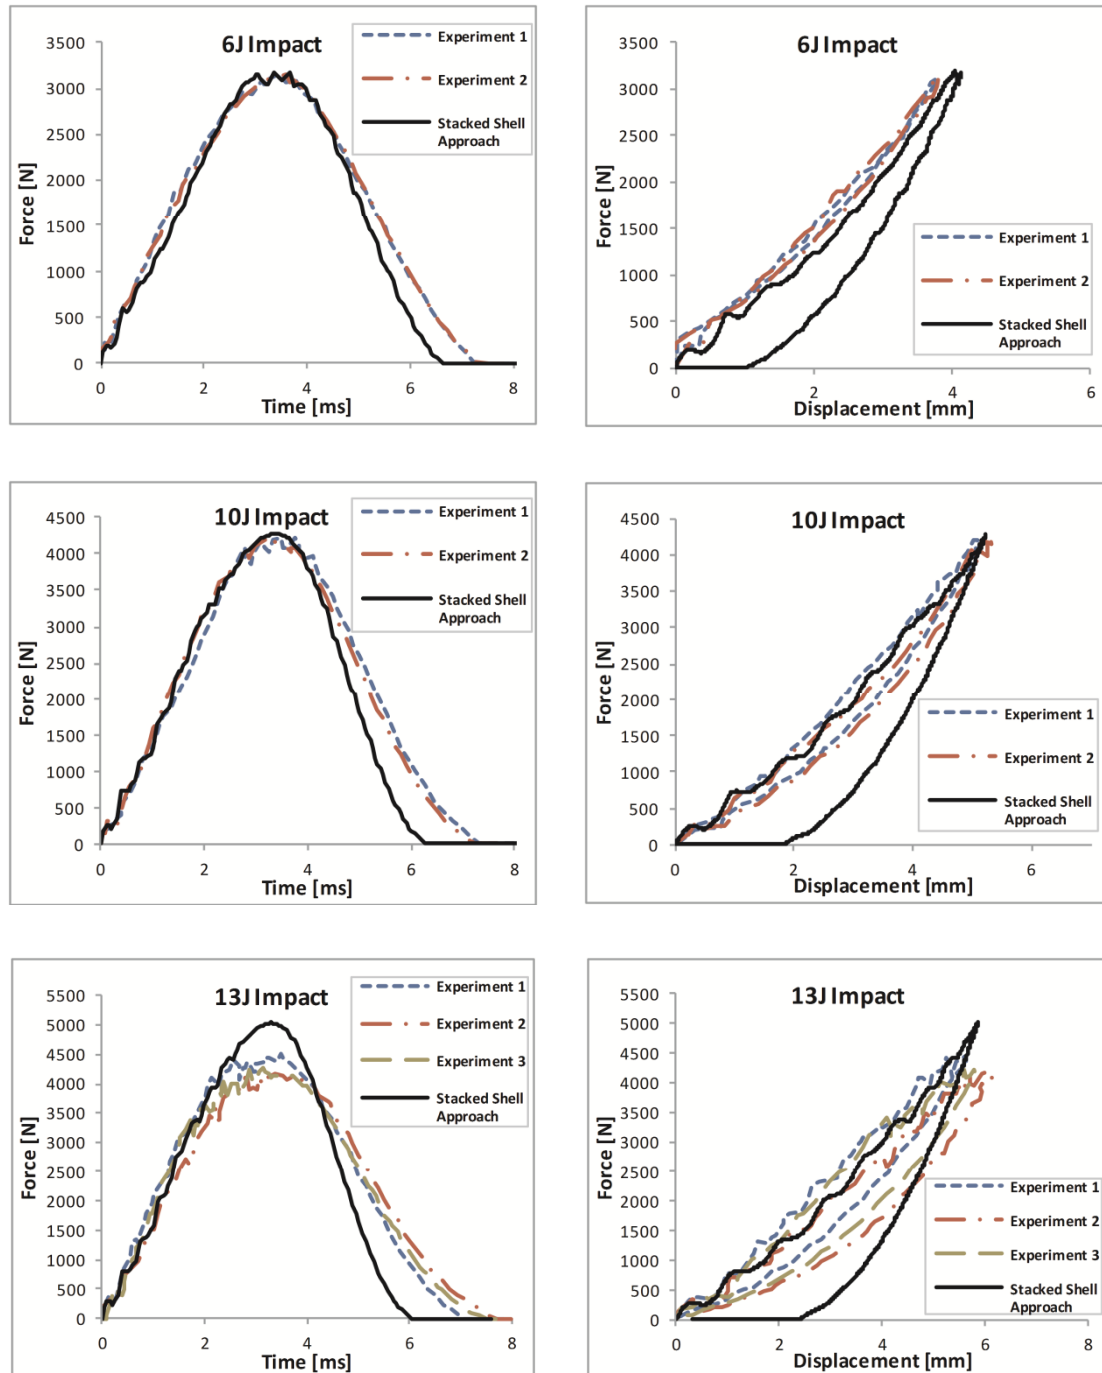 6J Impact
3500
3000
2500
2000
1500
1000
500
0
Force [N]
0 2 4 6 8
Time [ms]
Experiment 1
Experiment 2
Stacked Shell
Approach
6J Impact
3500
3000
2500
2000
1500
1000
500
0
Force [N]
0 2 4 6
Displacement [mm]
Experiment 1
Experiment 2
Stacked Shell
Approach
10J Impact
4500
4000
3500
3000
2500
2000
1500
1000
500
0
Force [N]
0 2 4 6 8
Time [ms]
Experiment 1
Experiment 2
Stacked Shell
Approach
10J Impact
4500
4000
3500
3000
2500
2000
1500
1000
500
0
Force [N]
0 2 4 6
Displacement [mm]
Experiment 1
Experiment 2
Stacked Shell
Approach
13J Impact
5500
5000
4500
4000
3500
3000
2500
2000
1500
1000
500
0
Force [N]
0 2 4 6 8
Time [ms]
Experiment 1
Experiment 2
Experiment 3
Stacked Shell
Approach
13J Impact
5500
5000
4500
4000
3500
3000
2500
2000
1500
1000
500
0
Force [N]
0 2 4 6 8
Displacement [mm]
Experiment 1
Experiment 2
Experiment 3
Stacked Shell
Approach